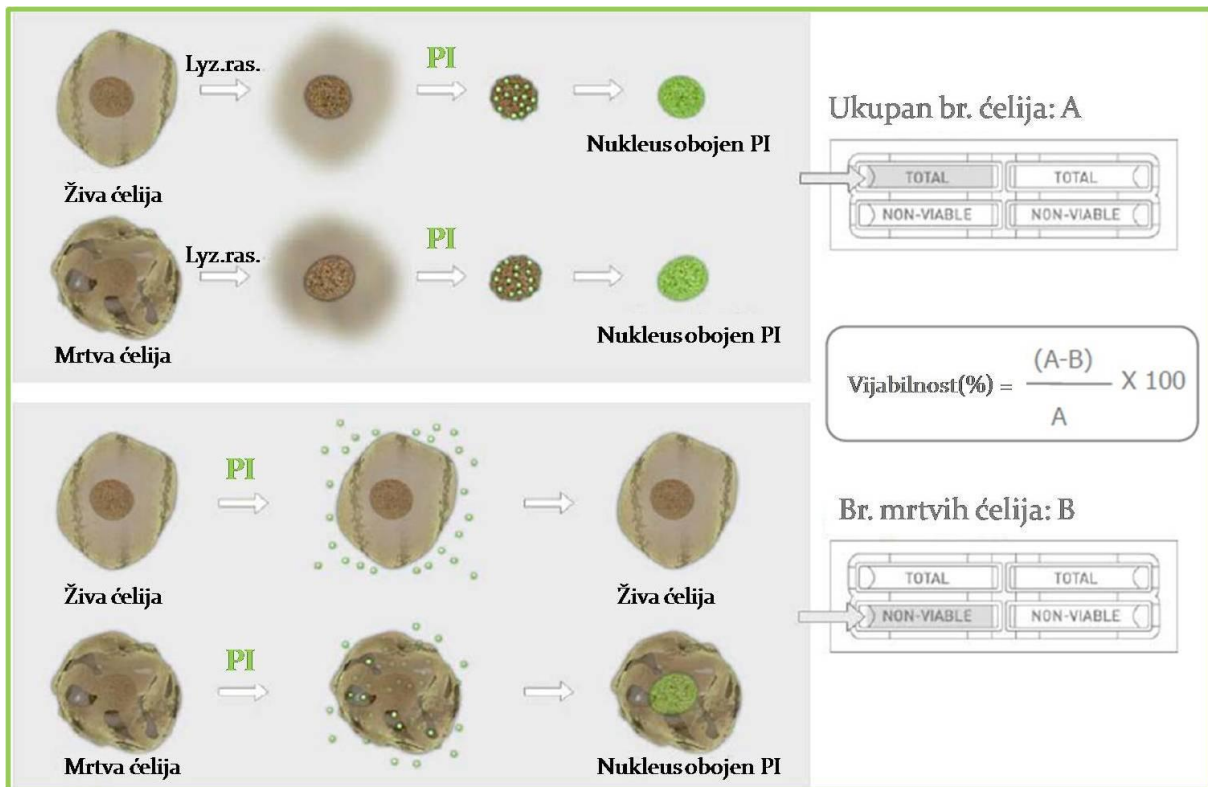 Lyz.ras.
PI
Nukleus obojen PI
Živa ćelija
Lyz.ras.
PI
Nukleus obojen PI
Mrtva ćelija
Ukupan br. ćelija: A
TOTAL
TOTAL
NON-VIABLE
NON-VIABLE
Vijabilnost(%) = (A-B) X 100
A
PI
Živa ćelija
Živa ćelija
PI
Mrtva ćelija
Nukleus obojen PI
Br. mrtvih ćelija: B
TOTAL
TOTAL
NON-VIABLE
NON-VIABLE